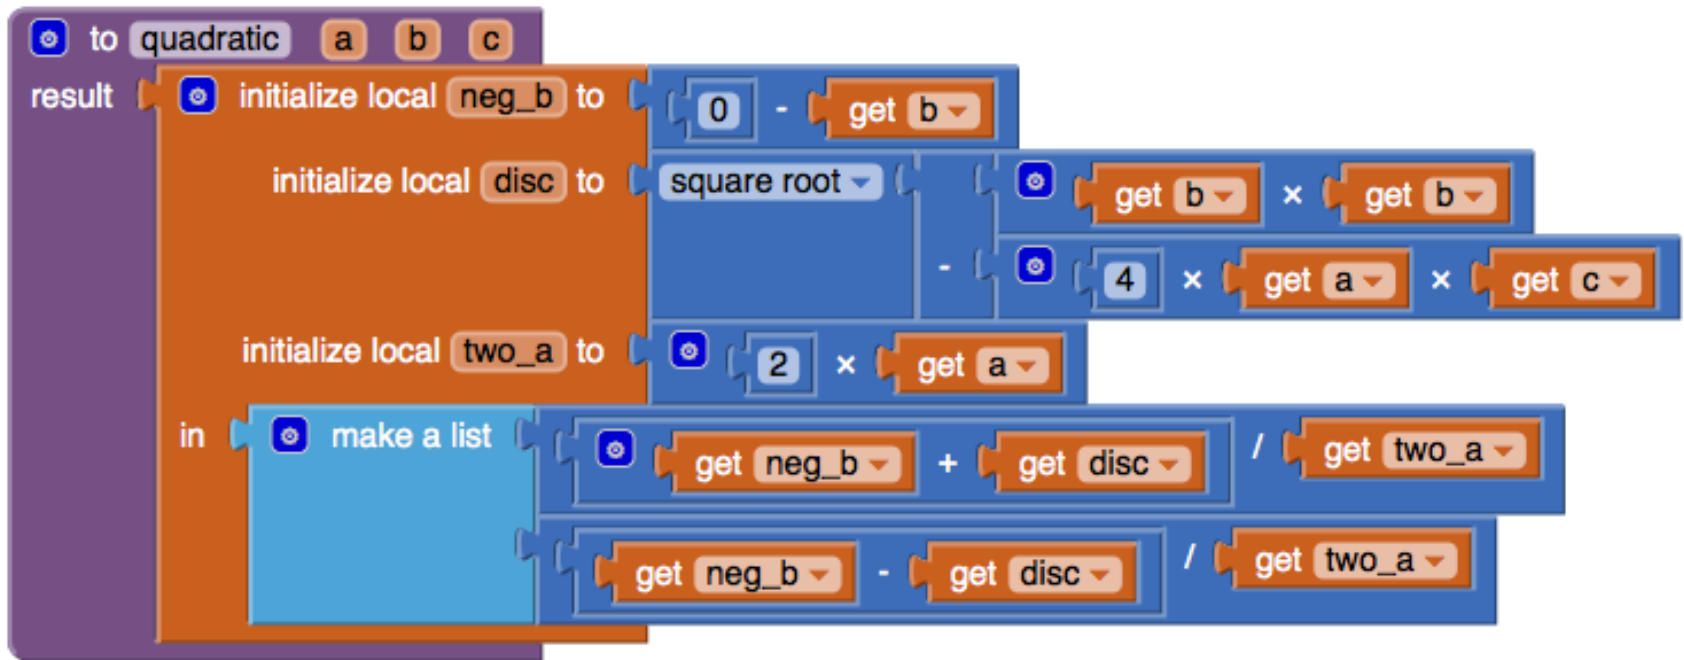 to quadratic a b c
result initialize local neg_b to 0 - get b
initialize local disc to square root get b × get b
- 4 × get a × get c
initialize local two_a to 2 × get a
in make a list get neg_b + get disc / get two_a
get neg_b - get disc / get two_a